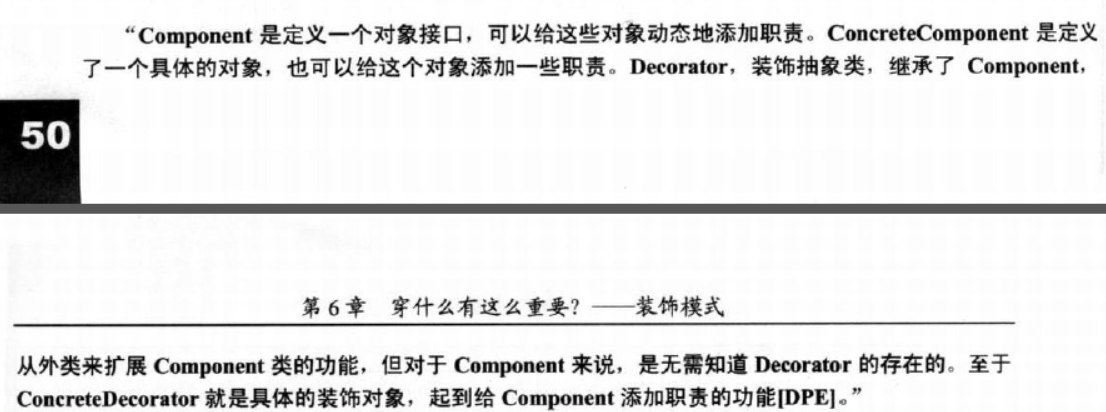 “Component 是定义一个对象接口，可以给这些对象动态地添加职责。ConcreteComponent 是定义
了一个具体的对象，也可以给这个对象添加一些职责。Decorator，装饰抽象类，继承了 Component，
50
第 6 章　穿什么有这么重要？——装饰模式
从外类来扩展 Component 类的功能，但对于 Component 来说，是无需知道 Decorator 的存在的。至于
ConcreteDecorator 就是具体的装饰对象，起到给 Component 添加职责的功能[DPE]。”